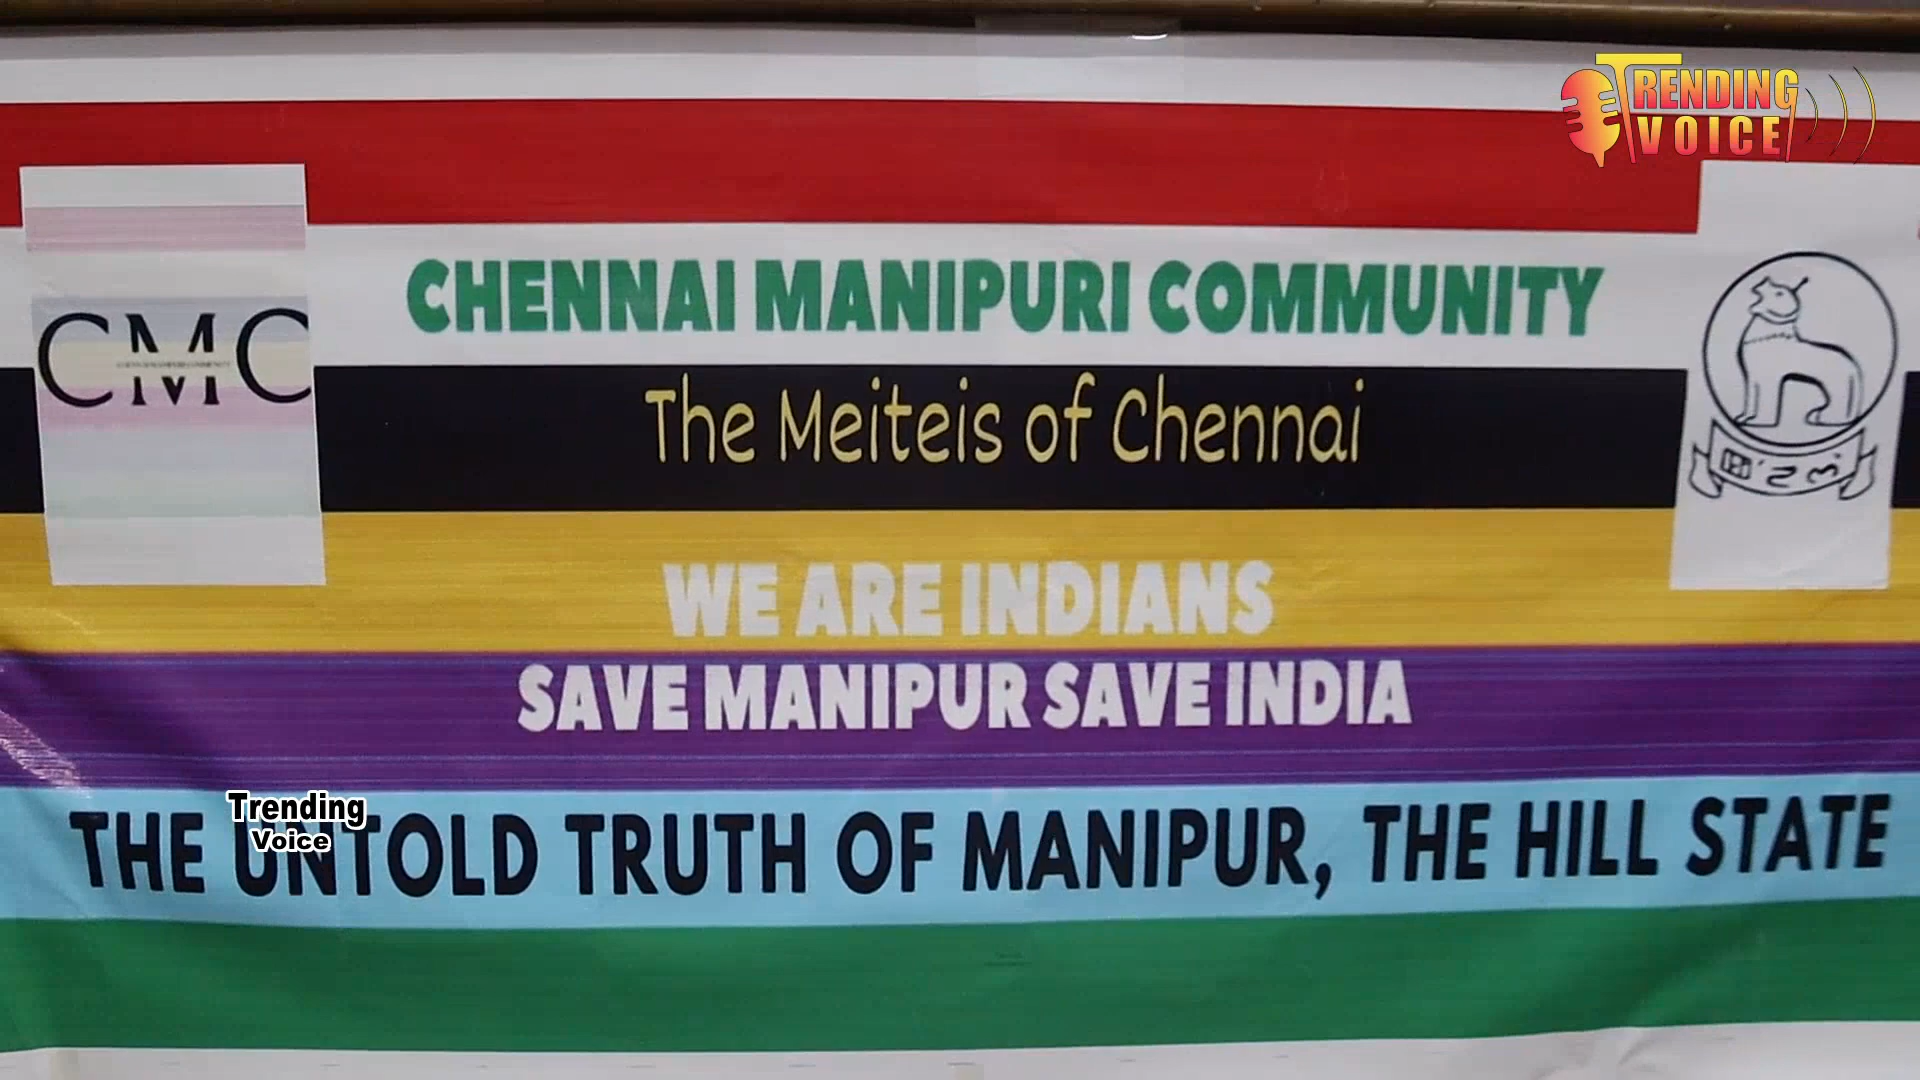 TRENDING
VOICE
CHENNAI MANIPURI COMMUNITY
CMC
The Meiteis of Chennai
WE ARE INDIANS
SAVE MANIPUR SAVE INDIA
Trending
Voice
THE UNTOLD TRUTH OF MANIPUR, THE HILL STATE